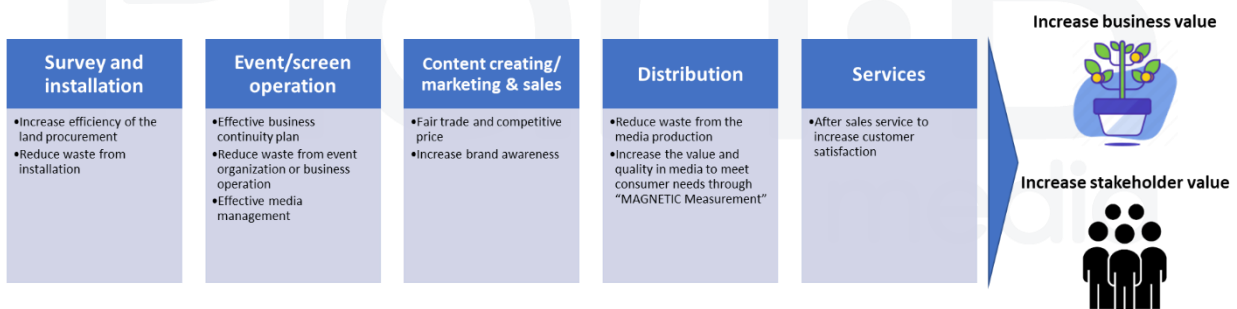 Increase business value
Survey and
installation
•Increase efficiency of the
land procurement
•Reduce waste from
installation
Event/screen
operation
•Effective business
continuity plan
•Reduce waste from event
organization or business
operation
•Effective media
management
Content creating/
marketing & sales
•Fair trade and competitive
price
•Increase brand awareness
Distribution
•Reduce waste from the
media production
•Increase the value and
quality in media to meet
consumer needs through
“MAGNETIC Measurement”
Services
•After sales service to
increase customer
satisfaction
Increase stakeholder value
media